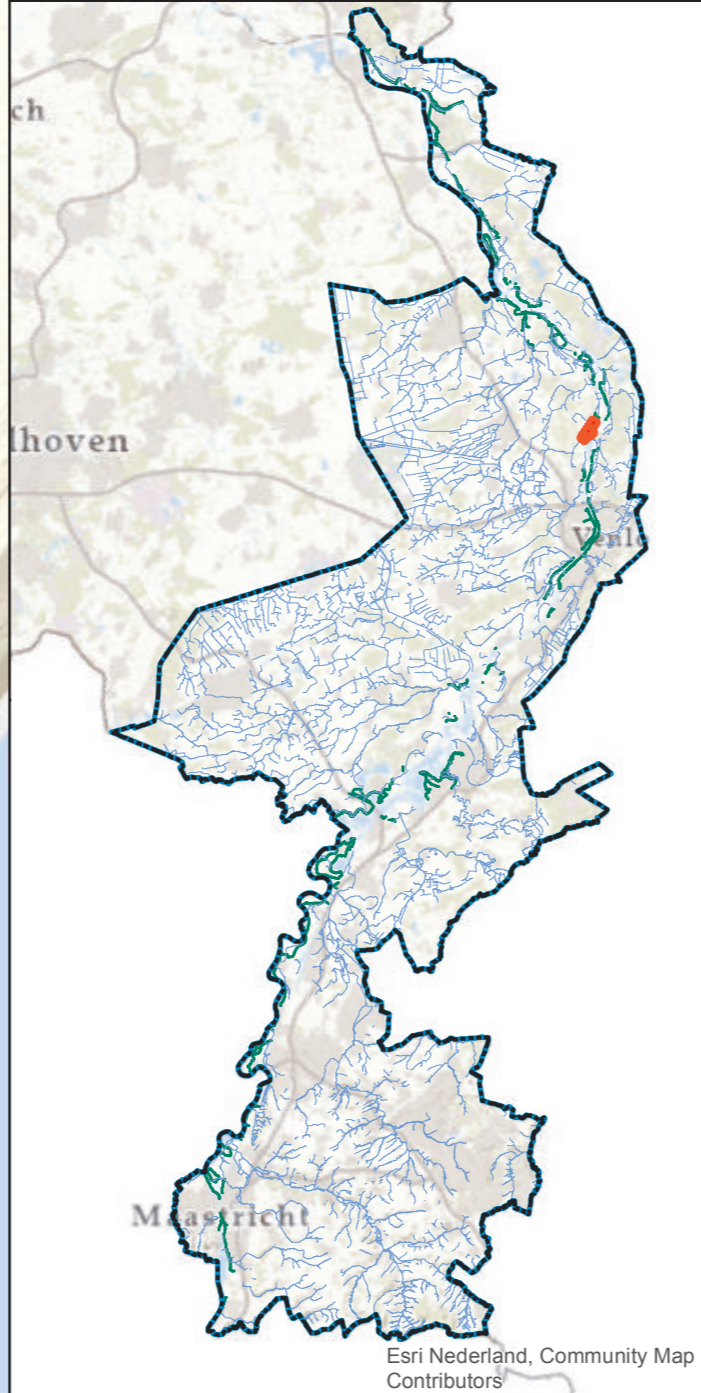 ch
lhoven
Venlo
Maastricht
Esri Nederland, Community Map
Contributors